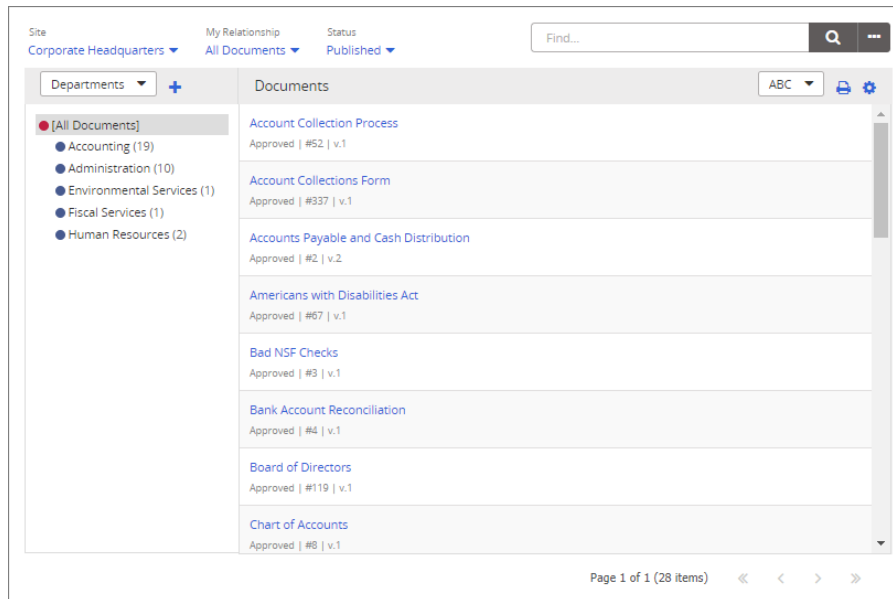 Site My Relationship Status
Corporate Headquarters All Documents Published
Find...
Departments Documents ABC
[All Documents]
Accounting (19)
Administration (10)
Environmental Services (1)
Fiscal Services (1)
Human Resources (2)
Account Collection Process
Approved | #52 | v.1
Account Collections Form
Approved | #337 | v.1
Accounts Payable and Cash Distribution
Approved | #2 | v.2
Americans with Disabilities Act
Approved | #67 | v.1
Bad NSF Checks
Approved | #3 | v.1
Bank Account Reconciliation
Approved | #4 | v.1
Board of Directors
Approved | #119 | v.1
Chart of Accounts
Approved | #8 | v.1
Page 1 of 1 (28 items)